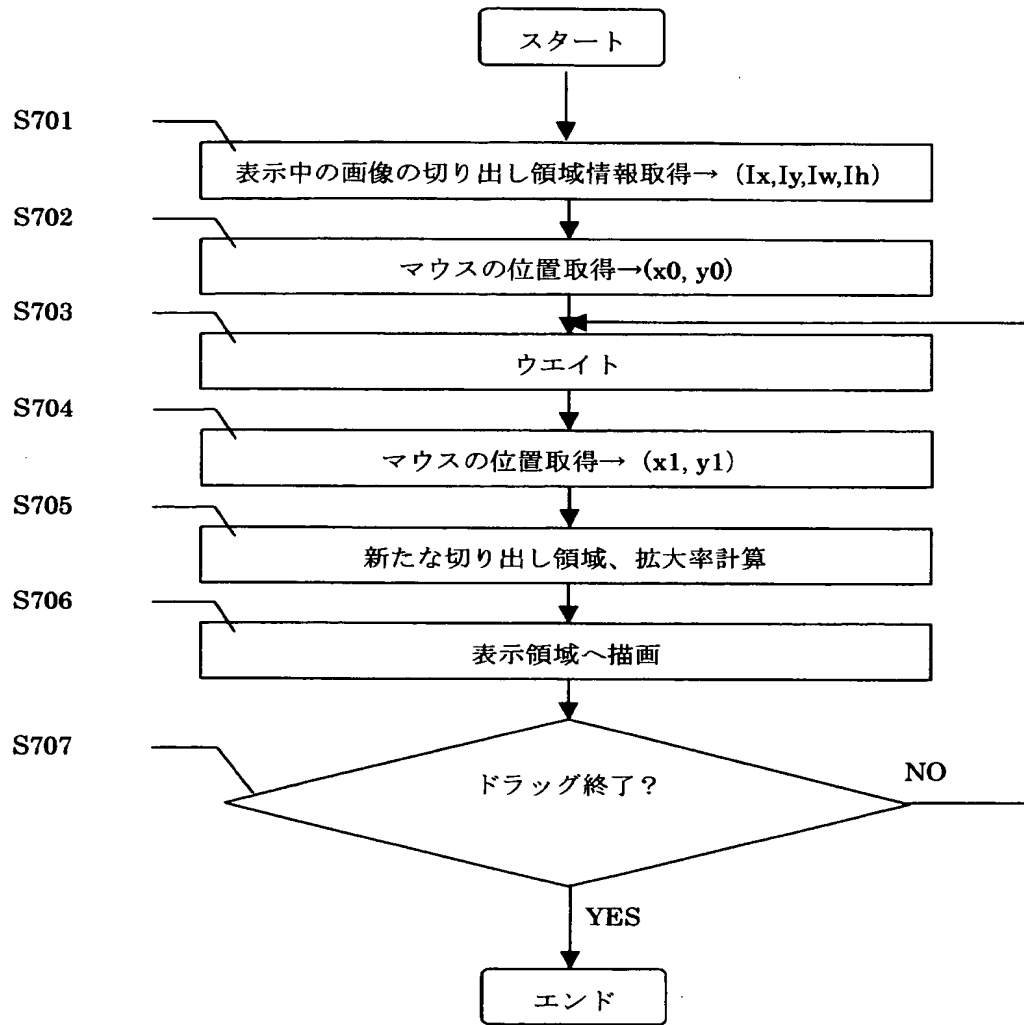 スタート
S701
表示中の画像の切り出し領域情報取得→ (Ix,Iy,Iw,Ih)
S702
マウスの位置取得→(x0, y0)
S703
ウエイト
S704
マウスの位置取得→ (x1, y1)
S705
新たな切り出し領域、拡大率計算
S706
表示領域へ描画
S707
ドラッグ終了?
NO
YES
エンド